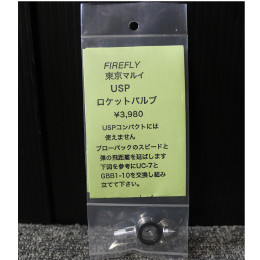 FIREFLY
東京マルイ
USP
ロケットバルブ
¥3,980
USPコンパクトには
使えません
ブローバックのスピードと
弾の飛距離を延ばします
下図を参考にUC-7と
GBB1-10を交換し組み
立てて下さい。